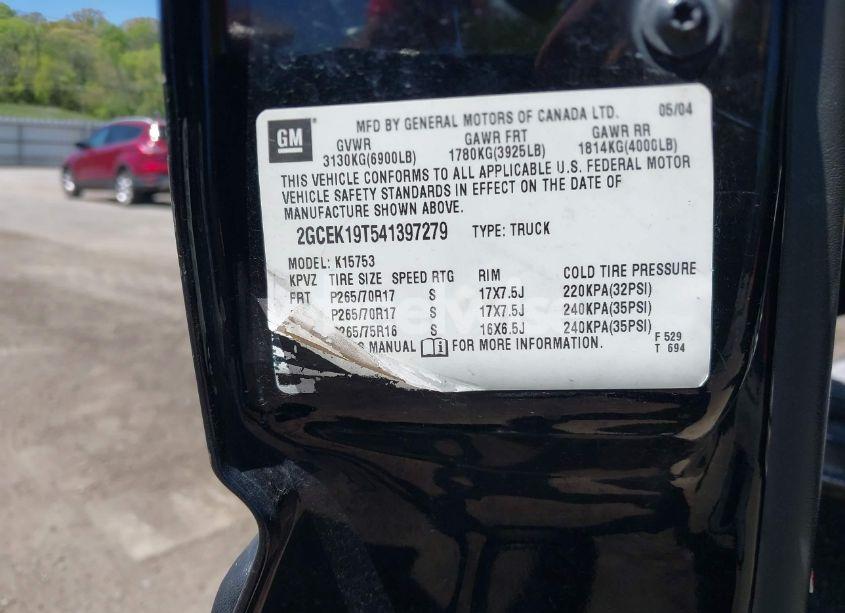 GM
MFD BY GENERAL MOTORS OF CANADA LTD. 05/04
GVWR GAWR FRT GAWR RR
3130KG(6900LB) 1780KG(3925LB) 1814KG(4000LB)
THIS VEHICLE CONFORMS TO ALL APPLICABLE U.S. FEDERAL MOTOR
VEHICLE SAFETY STANDARDS IN EFFECT ON THE DATE OF
MANUFACTURE SHOWN ABOVE.
2GCEK19T541397279 TYPE: TRUCK
MODEL: K15753
KPVZ TIRE SIZE SPEED RTG RIM COLD TIRE PRESSURE
FRT P265/70R17 S 17X7.5J 220KPA(32PSI)
P265/70R17 S 17X7.5J 240KPA(35PSI)
P265/75R16 S 16X6.5J 240KPA(35PSI)
MANUAL FOR MORE INFORMATION.
F 529
T 694